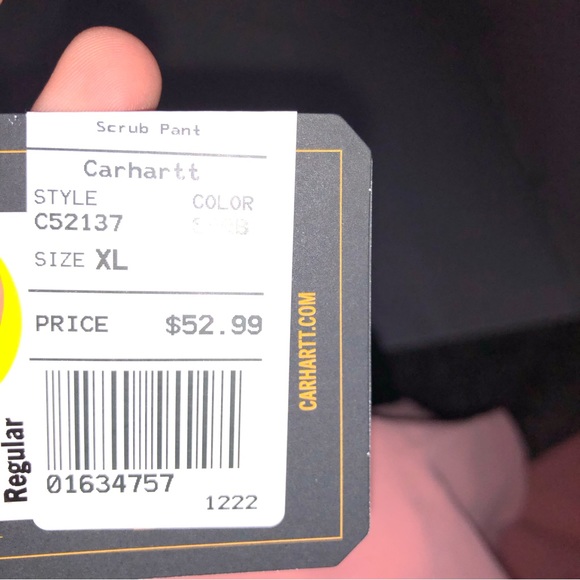 Scrub Pant
Carhartt
STYLE COLOR
C52137
SIZE XL
PRICE $52.99
01634757
1222
Regular
CARHARTT.COM